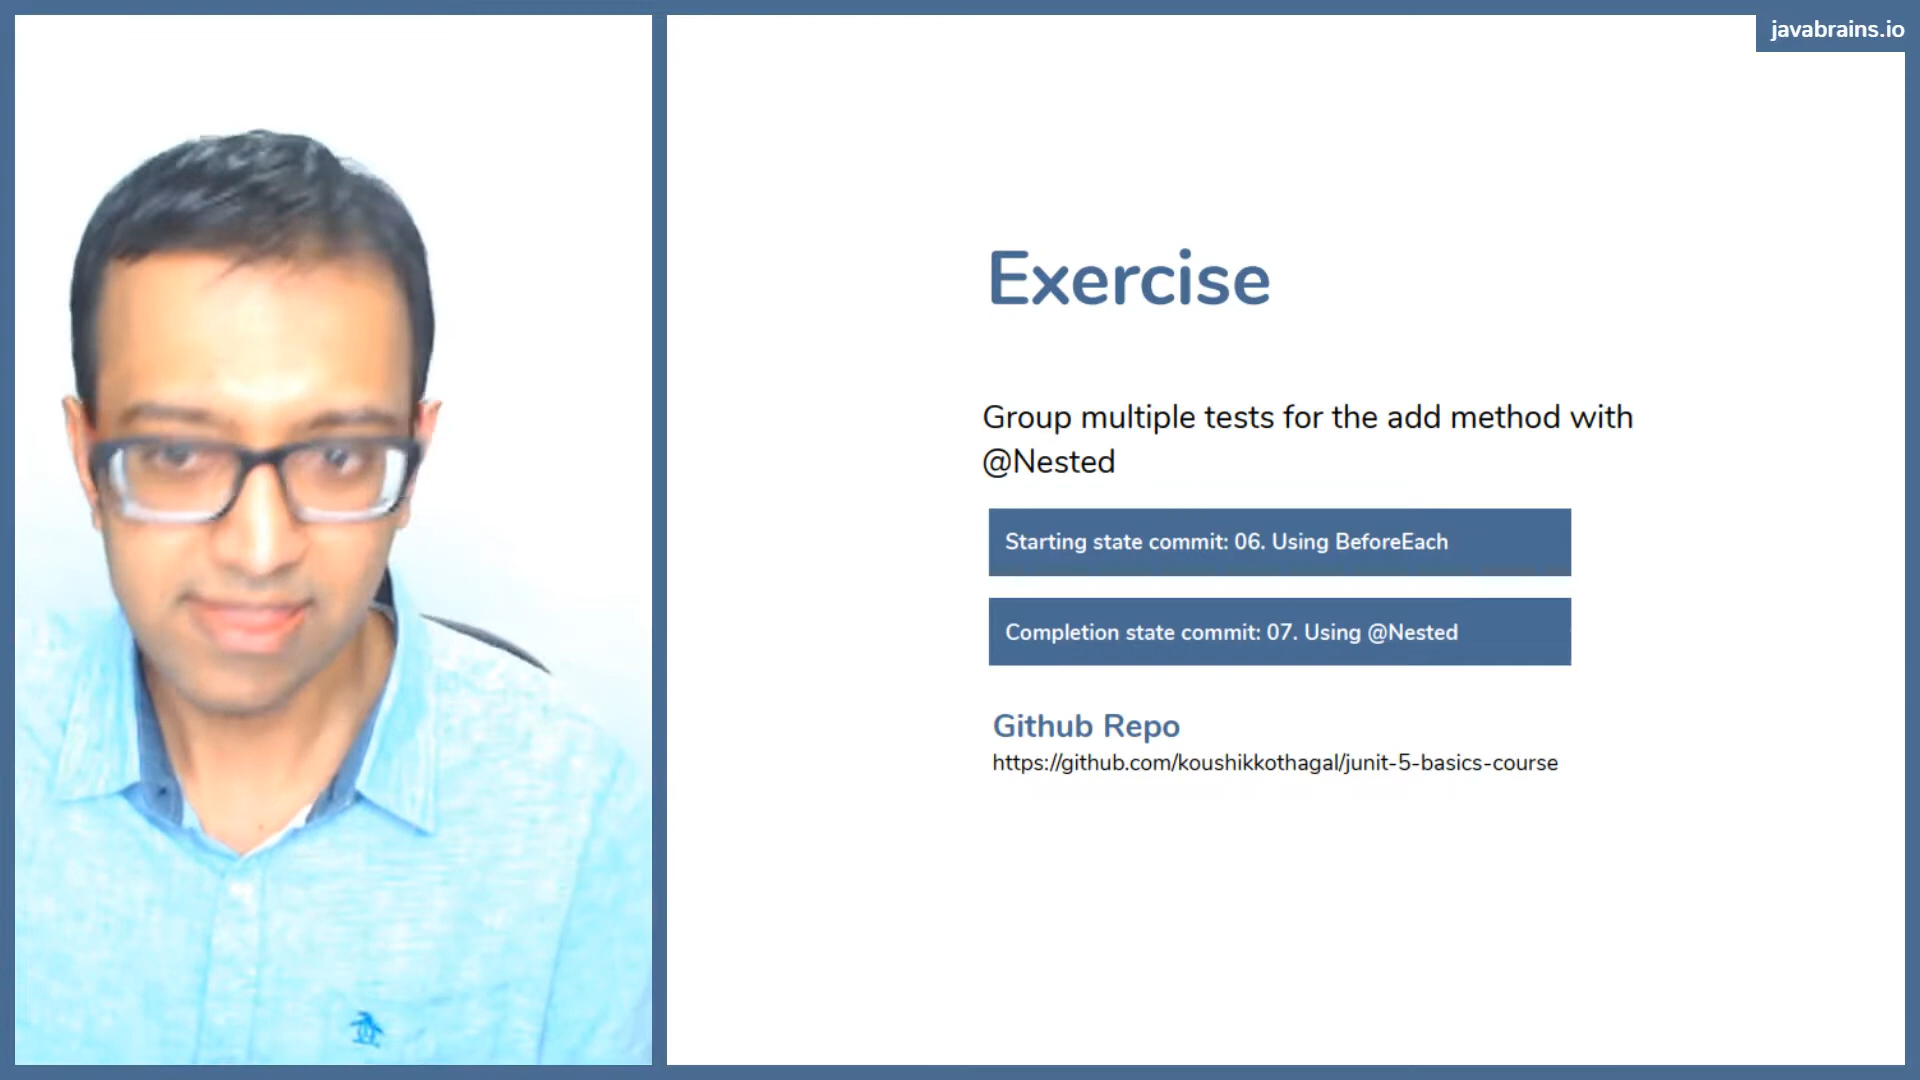 javabrains.io
Exercise
Group multiple tests for the add method with
@Nested
Starting state commit: 06. Using BeforeEach
Completion state commit: 07. Using @Nested
Github Repo
https://github.com/koushikkothagal/junit-5-basics-course